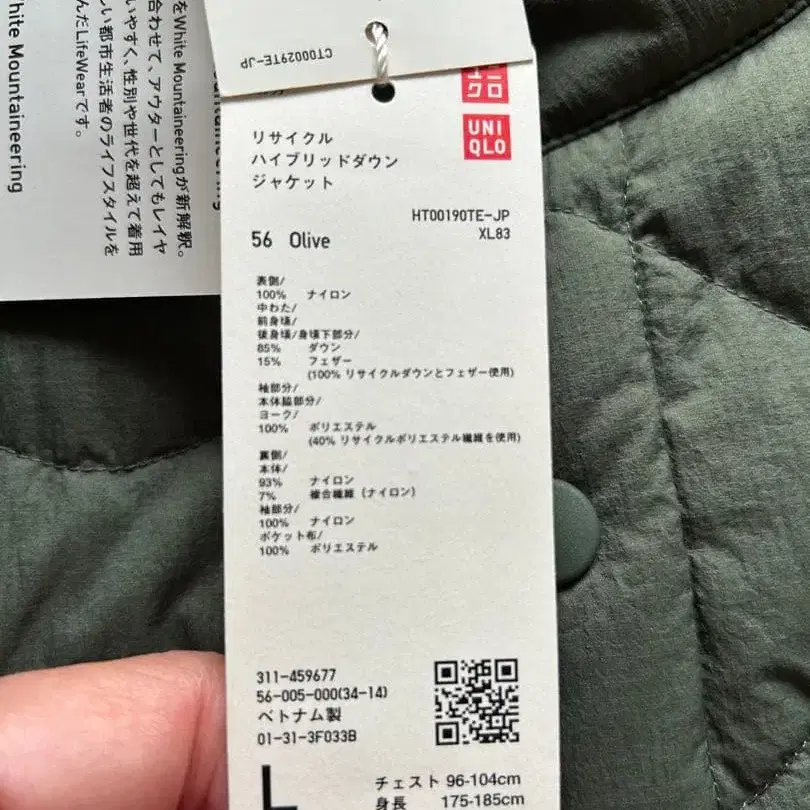 White Mountaineering
をWhite Mountaineeringが新解釈。
合わせて、アウターとしてもレイヤ
いやすく、性別や世代を超えて着用
しい都市生活者のライフスタイルを
んだLifeWearです。
CT00029TE-JP
クロ
UNI
QLO
リサイクル
ハイブリッドダウン
ジャケット
HT00190TE-JP
XL83
56 Olive
表側/
100% ナイロン
中わた/
前身頃/
後身頃/身頃下部分/
85% ダウン
15% フェザー
(100% リサイクルダウンとフェザー使用)
袖部分/
本体脇部分/
ヨーク/
100% ポリエステル
(40% リサイクルポリエステル繊維を使用)
裏側/
本体/
93% ナイロン
7% 複合繊維 (ナイロン)
袖部分/
100% ナイロン
ポケット布/
100% ポリエステル
311-459677
56-005-000(34-14)
ベトナム製
01-31-3F033B
L
チェスト 96-104cm
身長 175-185cm